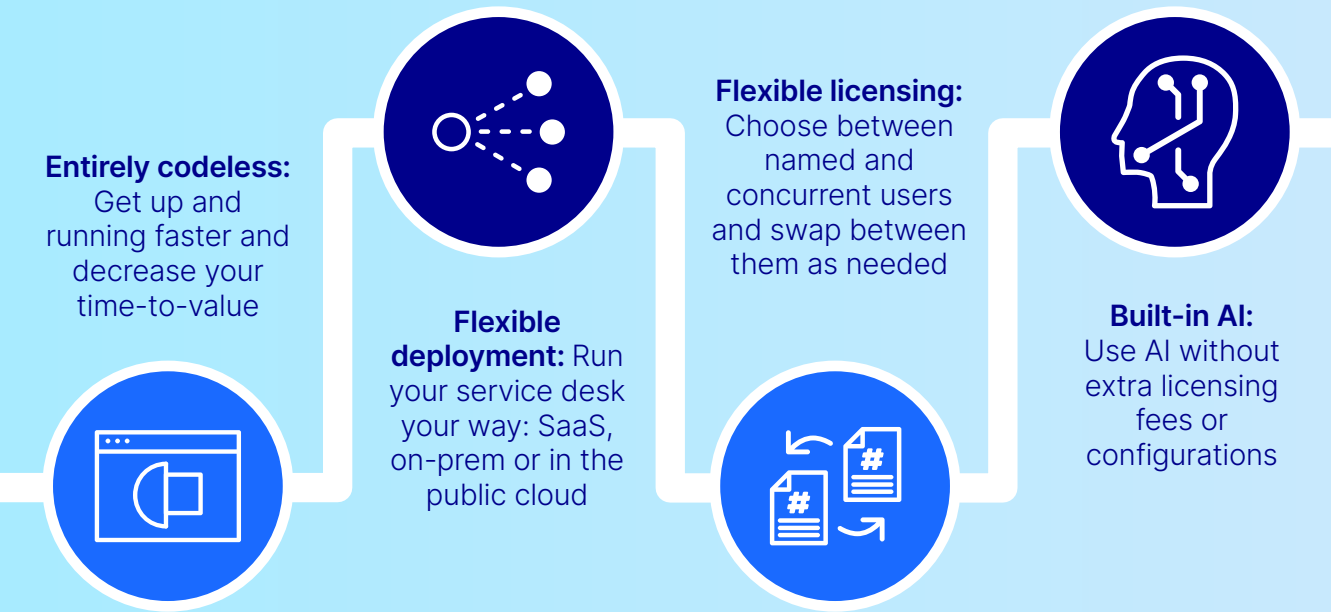 Entirely codeless:
Get up and
running faster and
decrease your
time-to-value
Flexible
deployment: Run
your service desk
your way: SaaS,
on-prem or in the
public cloud
Flexible licensing:
Choose between
named and
concurrent users
and swap between
them as needed
#
#
Built-in AI:
Use AI without
extra licensing
fees or
configurations